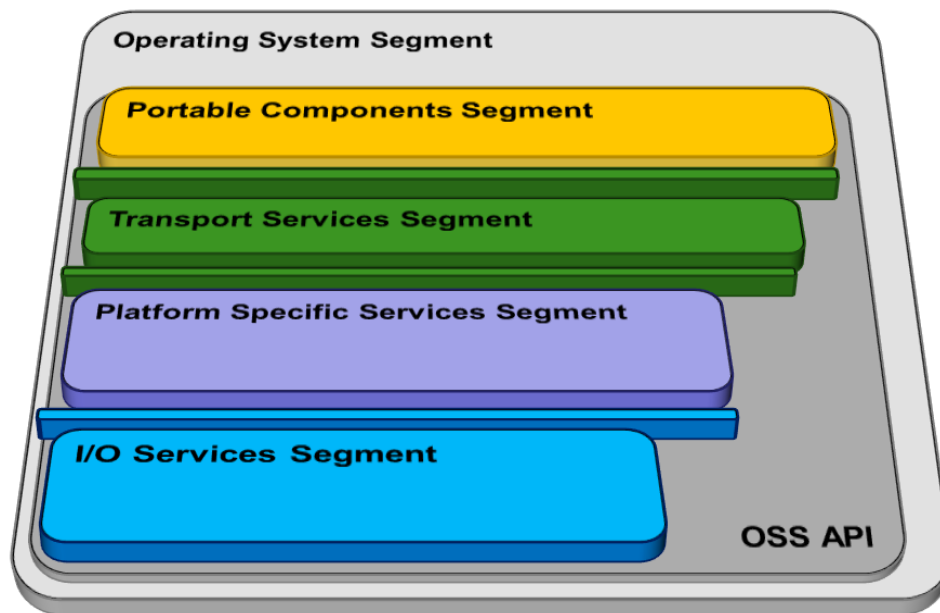 Operating System Segment
Portable Components Segment
Transport Services Segment
Platform Specific Services Segment
I/O Services Segment
OSS API